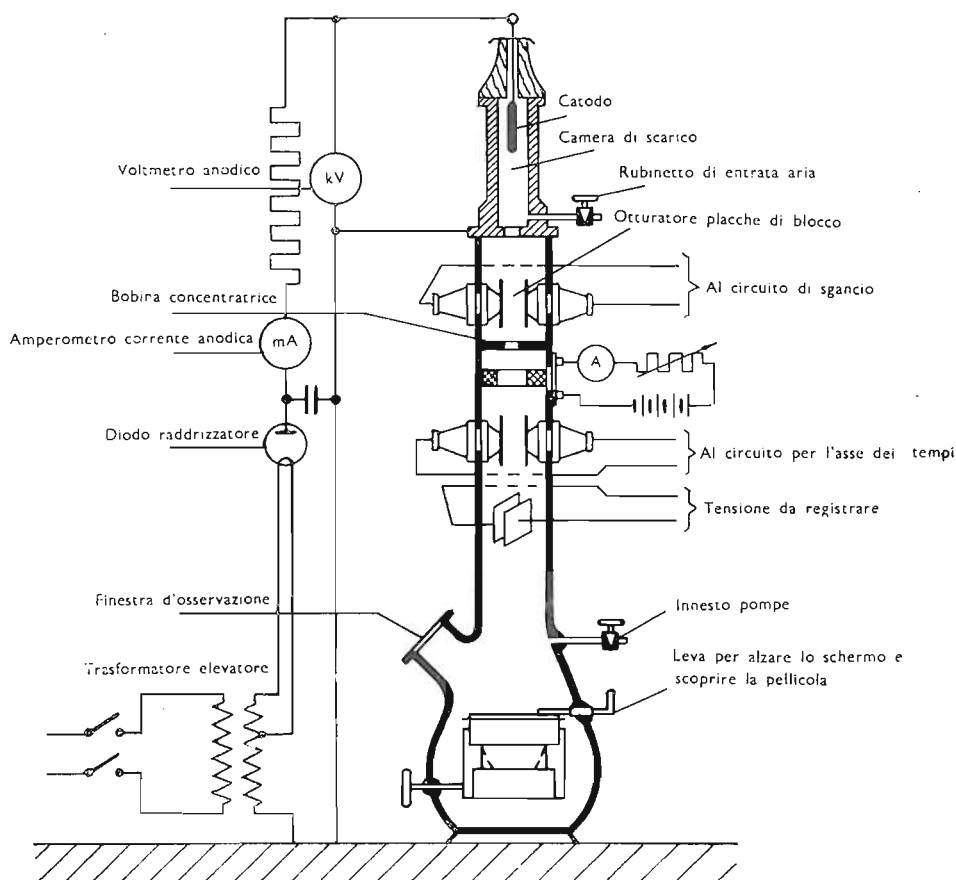 Catodo
Camera di scarico
Voltmetro anodico
kV
Rubinetto di entrata aria
Otturatore placche di blocco
Bobina concentratrice
Al circuito di sgancio
Amperometro corrente anodica
mA
A
Diodo raddrizzatore
Al circuito per l'asse dei tempi
Tensione da registrare
Finestra d'osservazione
Innesto pompe
Trasformatore elevatore
Leva per alzare lo schermo e
scoprire la pellicola